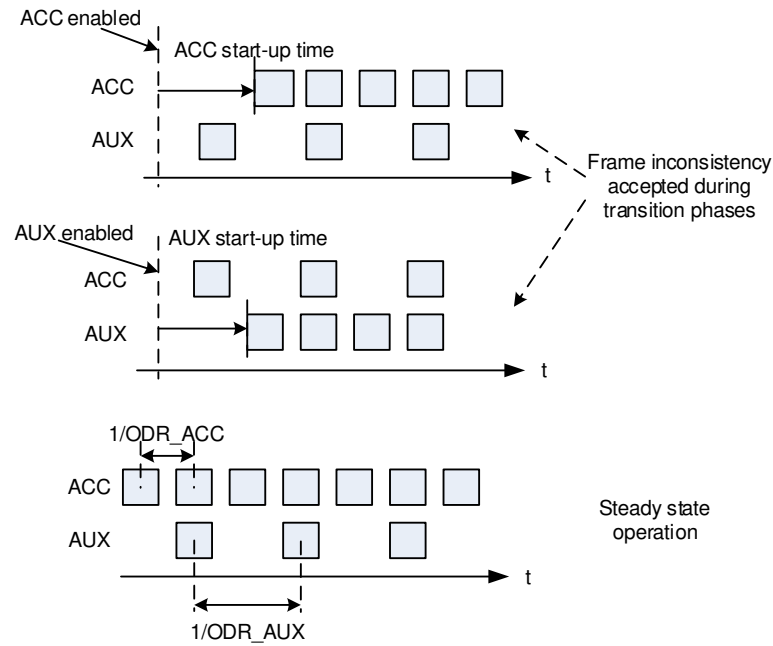 ACC enabled
ACC start-up time
ACC
AUX
t
Frame inconsistency
accepted during
transition phases
AUX enabled
AUX start-up time
ACC
AUX
t
1/ODR_ACC
ACC
AUX
t
1/ODR_AUX
Steady state
operation